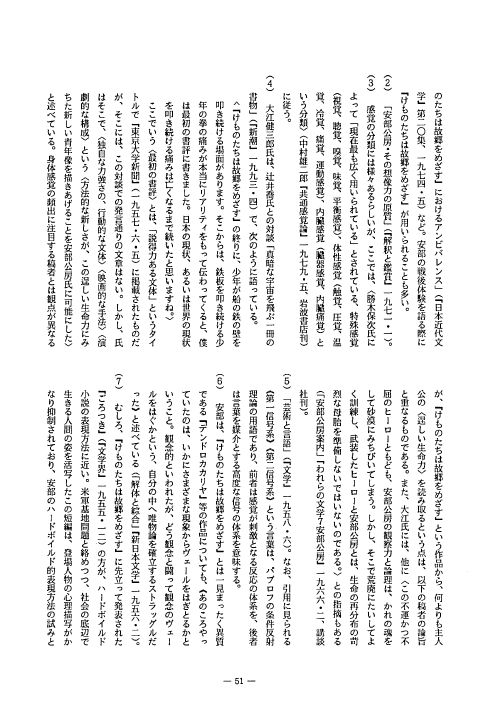 のたちは故郷をめざす』におけるアンビバレンス」(『日本近代文
学』第二〇集、一九七四・五)など。安部の戦後体験を語る際に
『けものたちは故郷をめざす』が用いられることも多い。
(2) 「安部公房・その想像力の原質」(『解釈と鑑賞』一九七一・一)。
(3) 感覚の分類には様々あるらしいが、ここでは、〈勝木保次氏に
よって「現在最も広く用いられている」とされている、特殊感覚
(視覚、聴覚、嗅覚、味覚、平衡感覚)、体性感覚(触覚、圧覚、温
覚、冷覚、痛覚、運動感覚)、内臓感覚(臓器感覚、内臓痛覚)と
いう分類〉(中村雄二郎『共通感覚論』一九七九・五、岩波書店刊)
に従う。
(4) 大江健三郎氏は、辻井喬氏との対談「真暗な宇宙を飛ぶ一冊の
書物」(『新潮』一九九三・四)で、次のように語っている。
〈『けものたちは故郷をめざす』の終りに、少年が船の鉄の壁を
叩き続ける場面があります。そこからは、鉄板を叩き続ける少
年の拳の痛みが本当にリアリティをもって伝わってくると、僕
は最初の書評に書きました。日本の現状、あるいは世界の現状
を叩き続ける痛みは亡くなるまで続いたと思いますね。〉
ここでいう〈最初の書評〉とは、「説得力ある文体」というタイ
トルで『東京大学新聞』(一九五七・六・五)に掲載されたものだ
が、そこには、この対談での発言通りの文章はない。しかし、氏
はそこで、〈独自な力強さの、行動的な文体〉〈映画的な手法〉〈演
劇的な構成〉という〈方法的な新しさが、この逞しい生命力にみ
ちた新しい青年像を描きあげることを安部公房氏に可能にした〉
と述べている。身体感覚の頻出に注目する稿者とは観点が異なる
が、『けものたちは故郷をめざす』という作品から、何よりも主人
公の〈逞しい生命力〉を読み取るという点は、以下の稿者の論旨
と重なるものである。また、大江氏には、他に〈この不運かつ不
屈のヒーローともども、安部公房の観察力と論理は、かれの魂を
して砂漠にみちびいてしまう。しかし、そこで荒廃にたいしてよ
く訓練し、武装したヒーローと安部公房とは、生命の再分布の苛
烈な母胎を準備しないではいないのである。〉との指摘もある
(「安部公房案内」『われらの文学7 安部公房』一九六六・二、講談
社刊)。
(5) 「芸術と言語」(『文学』一九五八・六)。なお、引用に見られる
〈第一信号系〉〈第二信号系〉という言葉は、パブロフの条件反射
理論の用語であり、前者は感覚が刺激となる反応の体系を、後者
は言葉を媒介とする高度な信号の体系を意味する。
(6) 安部は、『けものたちは故郷をめざす』とは一見まったく異質
である『デンドロカカリヤ』等の作品についても、〈あのころやっ
ていたのは、いかにさまざまな現象からヴェールをはぎとるかと
いうこと。観念的といわれたが、どう観念と闘って観念のヴェー
ルをはぐかという、自分の中へ唯物論を確立するストラッグルだ
った〉と述べている(「解体と綜合」『新日本文学』一九五六・二)。
(7) むしろ、『けものたちは故郷をめざす』に先立って発表された
『ごろつき』(『文学界』一九五五・一二)の方が、ハードボイルド
小説の表現方法に近い。米軍基地問題と絡めつつ、社会の底辺で
生きる人間の姿を活写したこの短編は、登場人物の心理描写がか
なり抑制されており、安部のハードボイルド的表現方法の試みと
— 51 —